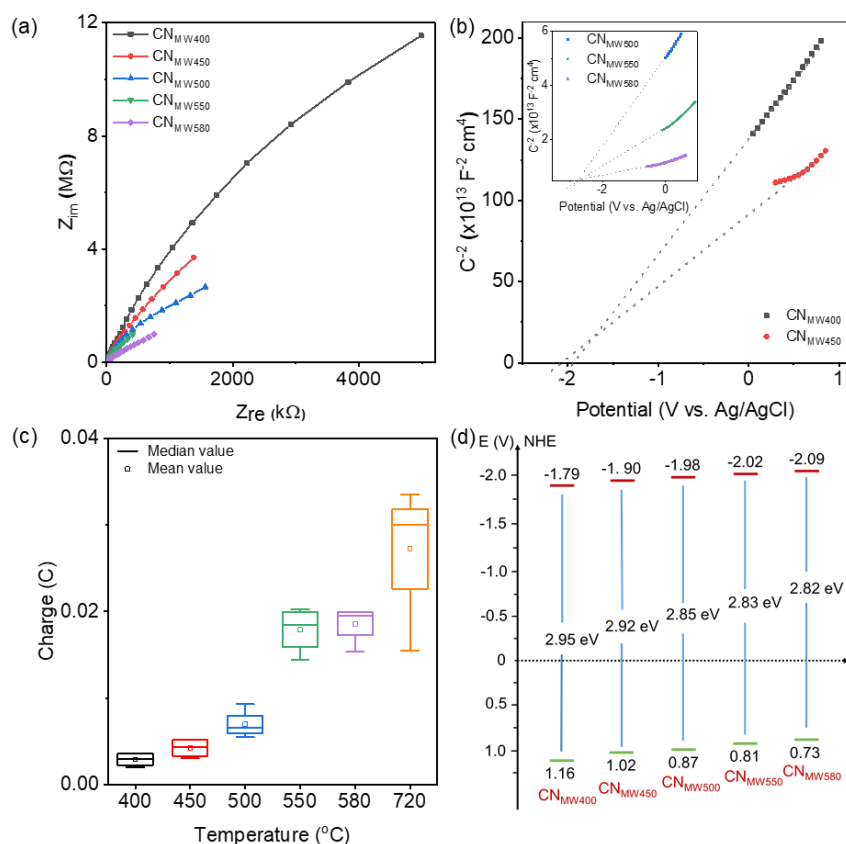 (a)
CN_MW400
CN_MW450
CN_MW500
CN_MW550
CN_MW580
12
8
4
0
Z_im (MΩ)
0 2000 4000
Z_re (kΩ)
(b)
200
150
100
50
0
C^-2 (x10^13 F^-2 cm^4)
CN_MW500
CN_MW550
CN_MW580
6
4
2
C^-2 (x10^13 F^-2 cm^4)
-2 0
Potential (V vs. Ag/AgCl)
CN_MW400
CN_MW450
-2 -1 0 1
Potential (V vs. Ag/AgCl)
(c)
Median value
Mean value
0.04
0.02
0.00
Charge (C)
400 450 500 550 580 720
Temperature (°C)
(d)
E (V) NHE
-2.0
-1.5
-1.0
-0.5
0
0.5
1.0
-1.79 -1. 90 -1.98 -2.02 -2.09
2.95 eV 2.92 eV 2.85 eV 2.83 eV 2.82 eV
1.16 1.02 0.87 0.81 0.73
CN_MW400 CN_MW450 CN_MW500 CN_MW550 CN_MW580